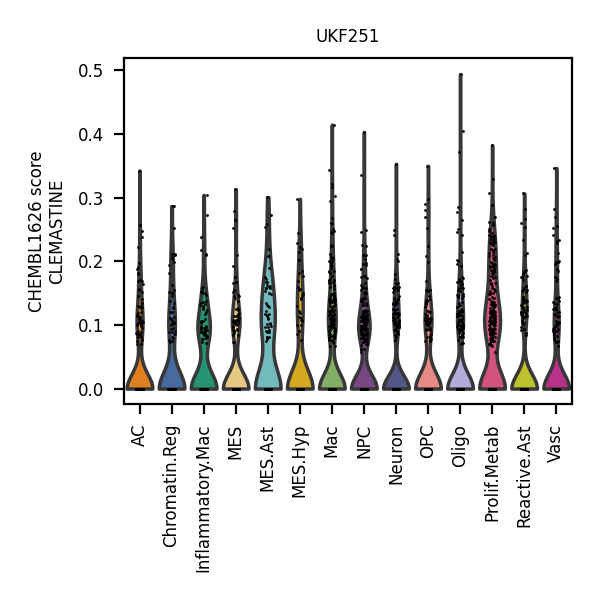 UKF251
CHEMBL1626 score
CLEMASTINE
0.5
0.4
0.3
0.2
0.1
0.0
AC
Chromatin.Reg
Inflammatory.Mac
MES
MES.Ast
MES.Hyp
Mac
NPC
Neuron
OPC
Oligo
Prolif.Metab
Reactive.Ast
Vasc